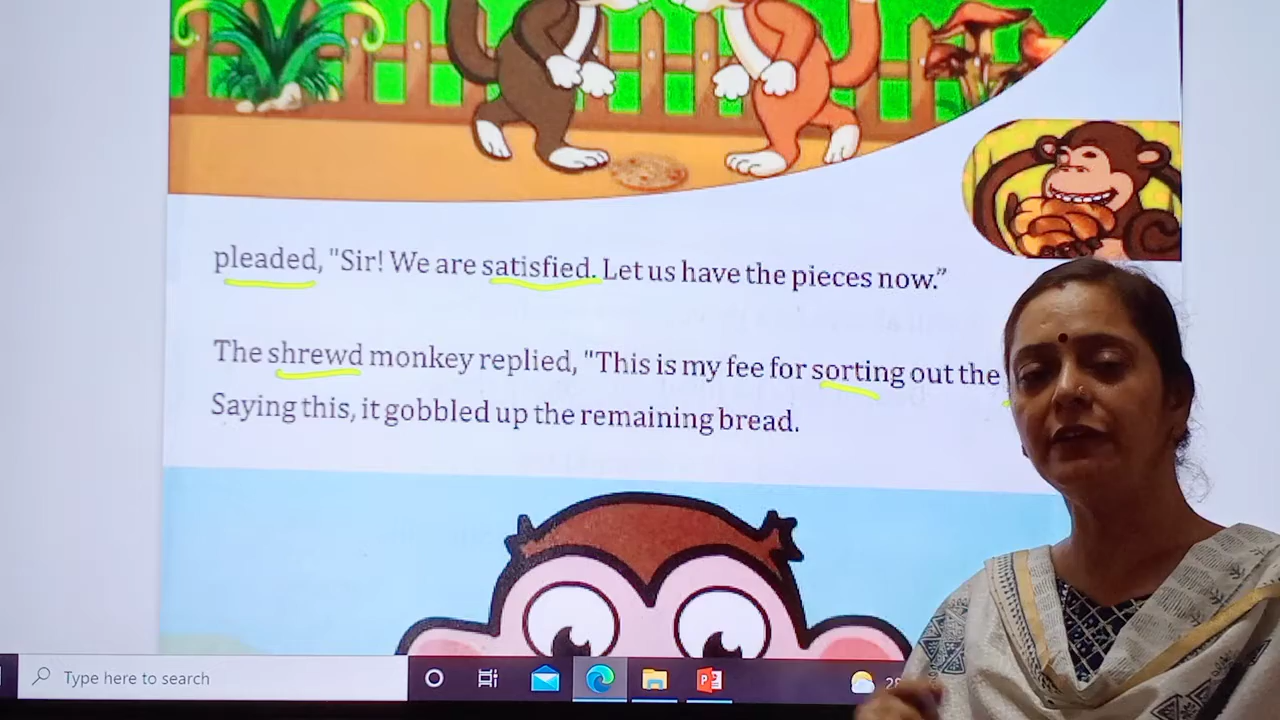 pleaded, "Sir! We are satisfied. Let us have the pieces now."
The shrewd monkey replied, "This is my fee for sorting out the
Saying this, it gobbled up the remaining bread.
Type here to search